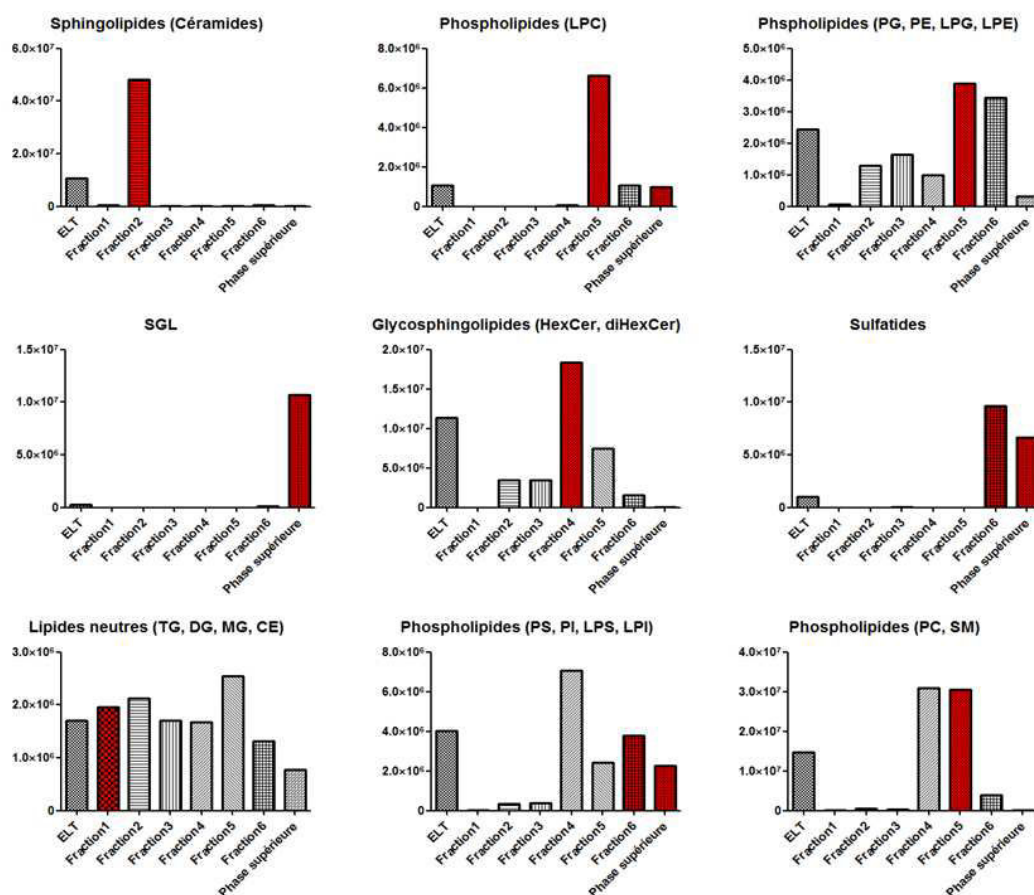 Sphingolipides (Céramides)
6.0×10⁷
4.0×10⁷
2.0×10⁷
0
ELT
Fraction1
Fraction2
Fraction3
Fraction4
Fraction5
Fraction6
Phase supérieure
Phospholipides (LPC)
8.0×10⁶
6.0×10⁶
4.0×10⁶
2.0×10⁶
0
ELT
Fraction1
Fraction2
Fraction3
Fraction4
Fraction5
Fraction6
Phase supérieure
Phspholipides (PG, PE, LPG, LPE)
5.0×10⁶
4.0×10⁶
3.0×10⁶
2.0×10⁶
1.0×10⁶
0
ELT
Fraction1
Fraction2
Fraction3
Fraction4
Fraction5
Fraction6
Phase supérieure
SGL
1.5×10⁷
1.0×10⁷
5.0×10⁶
0
ELT
Fraction1
Fraction2
Fraction3
Fraction4
Fraction5
Fraction6
Phase supérieure
Glycosphingolipides (HexCer, diHexCer)
2.0×10⁷
1.5×10⁷
1.0×10⁷
5.0×10⁶
0
ELT
Fraction1
Fraction2
Fraction3
Fraction4
Fraction5
Fraction6
Phase supérieure
Sulfatides
1.5×10⁷
1.0×10⁷
5.0×10⁶
0
ELT
Fraction1
Fraction2
Fraction3
Fraction4
Fraction5
Fraction6
Phase supérieure
Lipides neutres (TG, DG, MG, CE)
3.0×10⁶
2.0×10⁶
1.0×10⁶
0
ELT
Fraction1
Fraction2
Fraction3
Fraction4
Fraction5
Fraction6
Phase supérieure
Phospholipides (PS, PI, LPS, LPI)
8.0×10⁶
6.0×10⁶
4.0×10⁶
2.0×10⁶
0
ELT
Fraction1
Fraction2
Fraction3
Fraction4
Fraction5
Fraction6
Phase supérieure
Phospholipides (PC, SM)
4.0×10⁷
3.0×10⁷
2.0×10⁷
1.0×10⁷
0
ELT
Fraction1
Fraction2
Fraction3
Fraction4
Fraction5
Fraction6
Phase supérieure